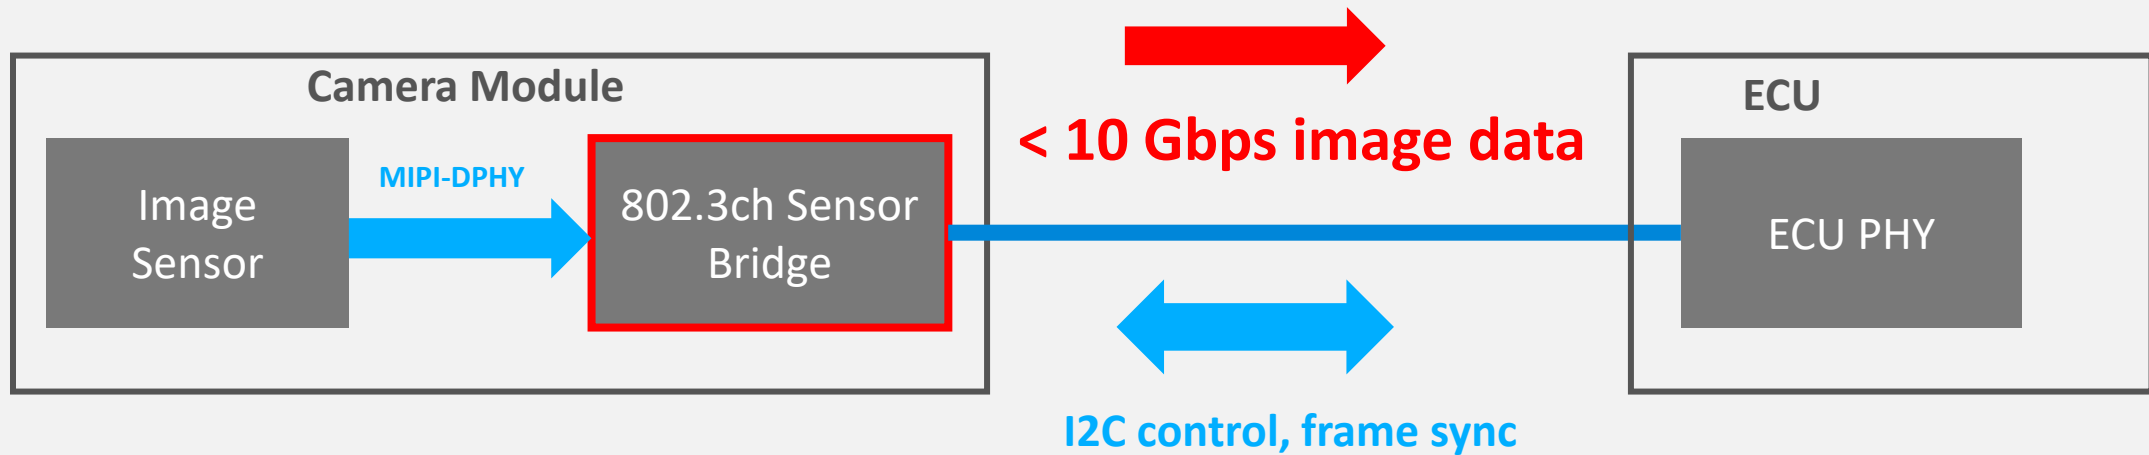 Camera Module
Image
Sensor
MIPI-DPHY
802.3ch Sensor
Bridge
< 10 Gbps image data
I2C control, frame sync
ECU
ECU PHY